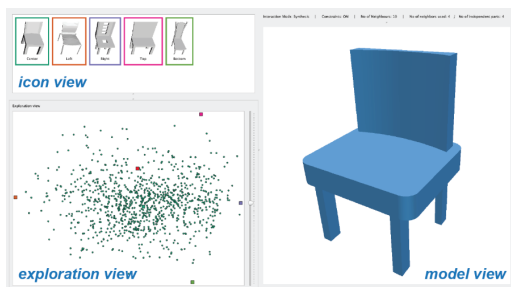 Interaction Mode: Synthesis | Constraints: ON | No of Neighbours: 10 | No of neighbors used: 4 | No of independent parts: 4
Center Left Right Top Bottom
icon view
Exploration view
exploration view
model view